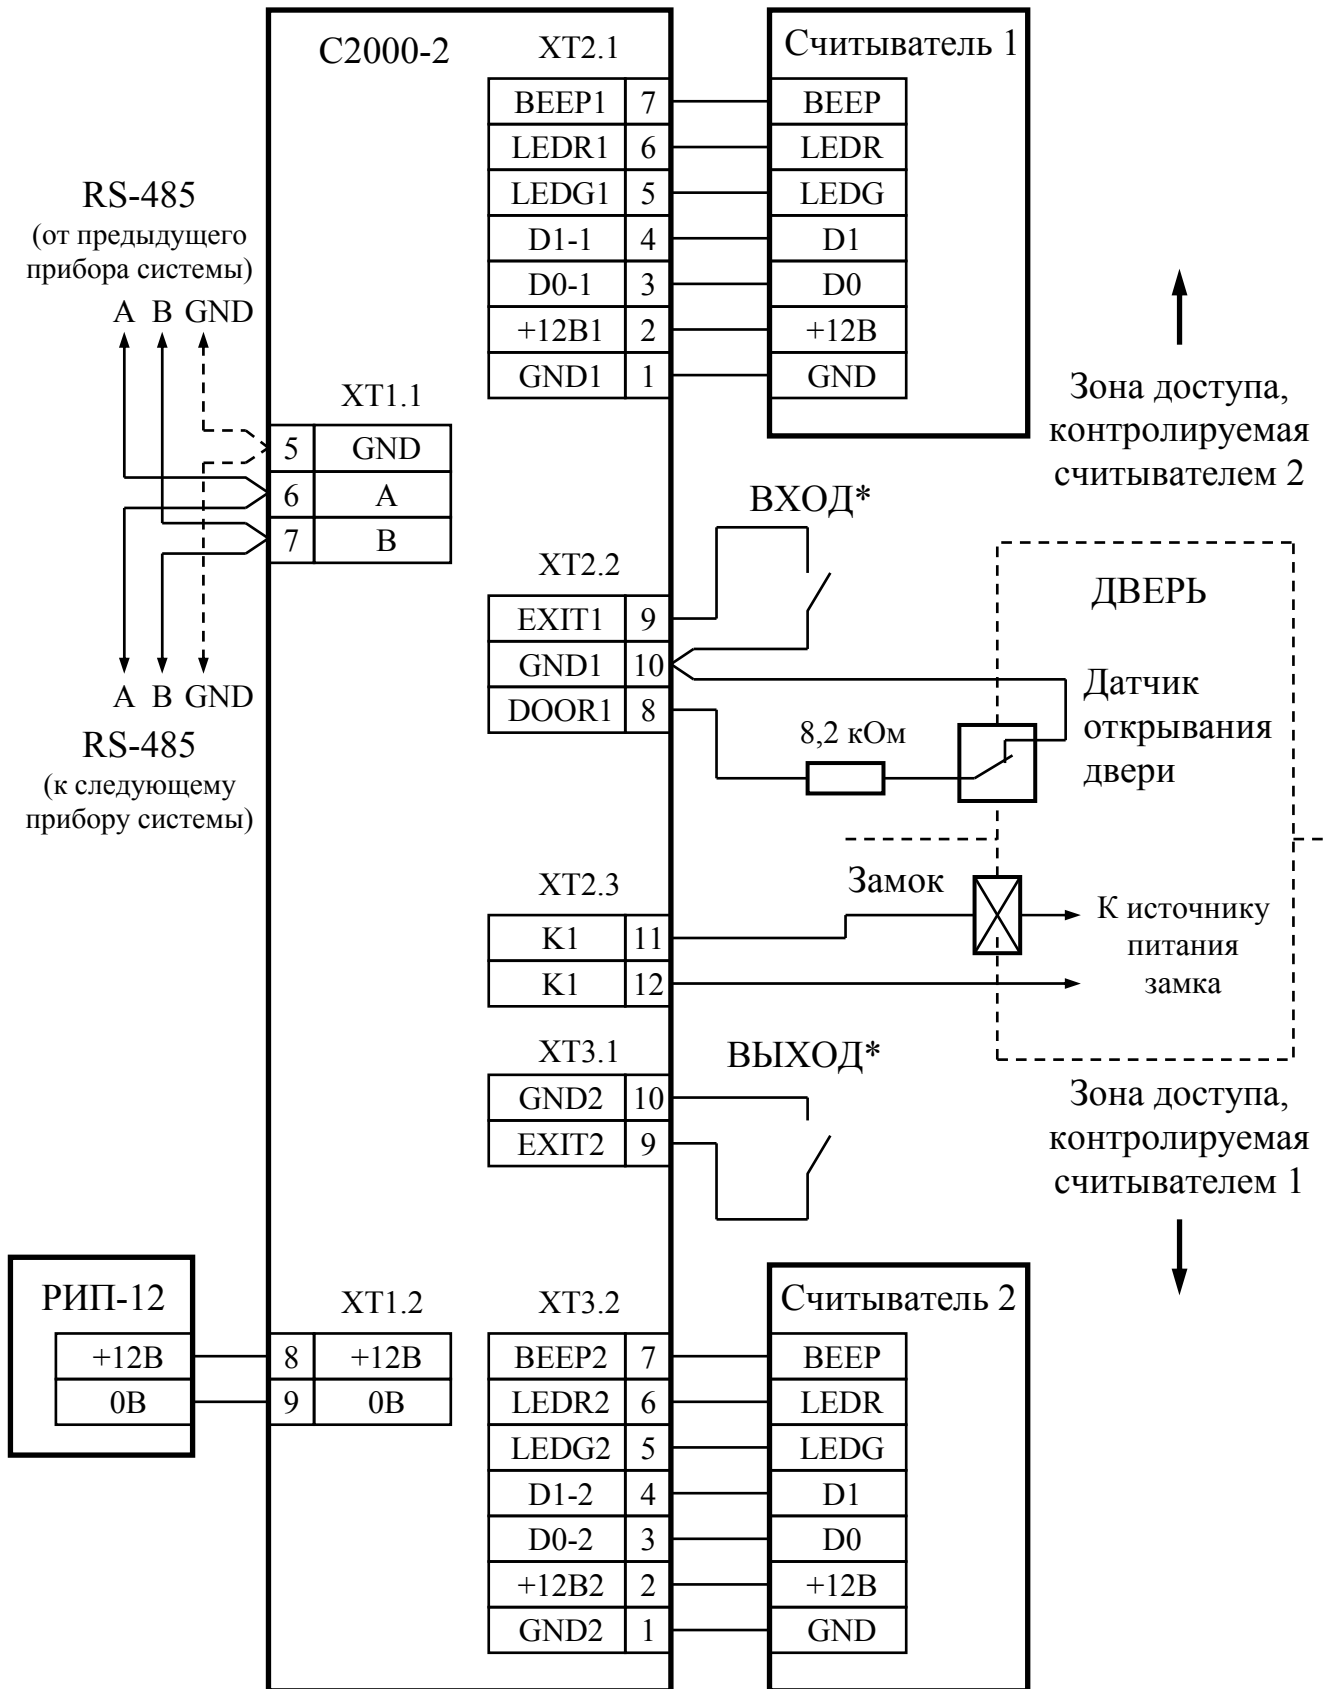 С2000-2
XT2.1
BEEP1 7
LEDR1 6
LEDG1 5
D1-1 4
D0-1 3
+12В1 2
GND1 1
Считыватель 1
BEEP
LEDR
LEDG
D1
D0
+12В
GND
RS-485
(от предыдущего
прибора системы)
A B GND
XT1.1
5 GND
6 A
7 B
A B GND
RS-485
(к следующему
прибору системы)
Зона доступа,
контролируемая
считывателем 2
ВХОД*
XT2.2
EXIT1 9
GND1 10
DOOR1 8
8,2 кОм
ДВЕРЬ
Датчик
открывания
двери
XT2.3
K1 11
K1 12
Замок
К источнику
питания
замка
XT3.1
GND2 10
EXIT2 9
ВЫХОД*
Зона доступа,
контролируемая
считывателем 1
РИП-12
+12В
0В
XT1.2
8 +12В
9 0В
XT3.2
BEEP2 7
LEDR2 6
LEDG2 5
D1-2 4
D0-2 3
+12В2 2
GND2 1
Считыватель 2
BEEP
LEDR
LEDG
D1
D0
+12В
GND